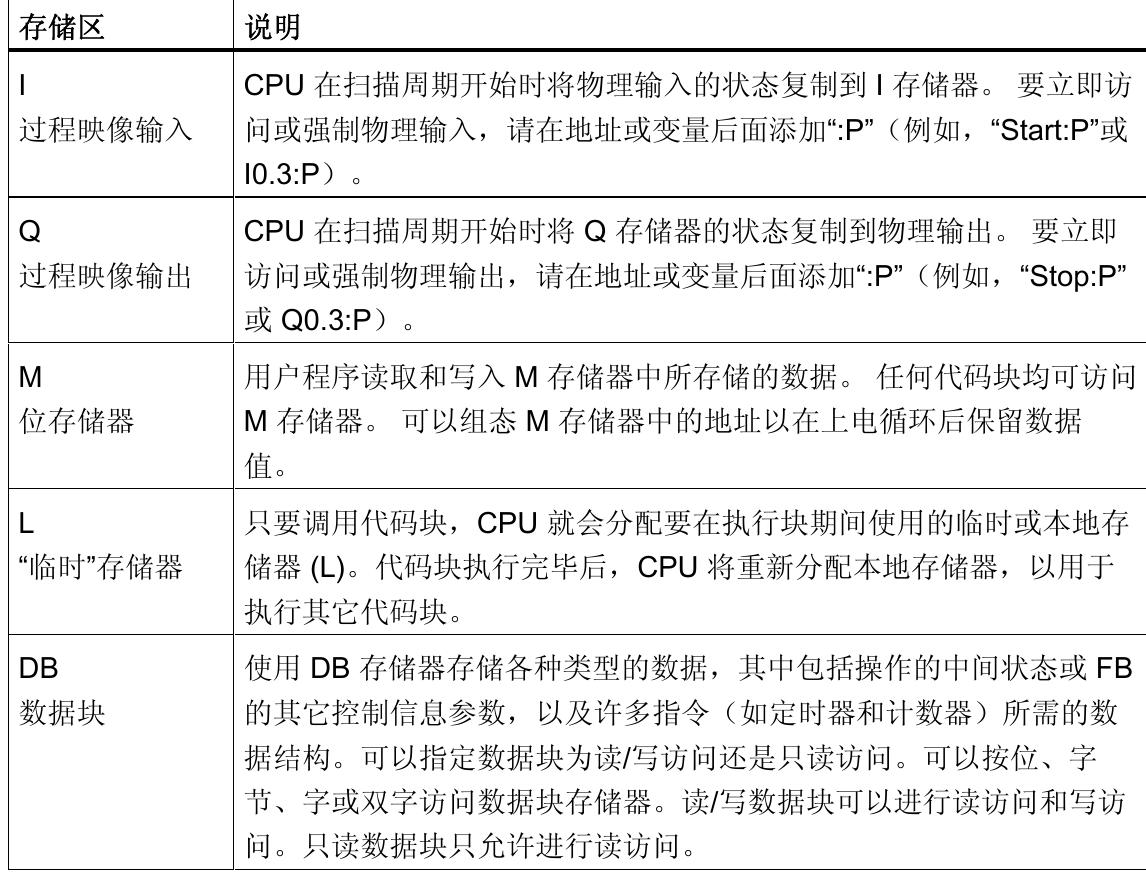 存储区 说明
I
过程映像输入
CPU 在扫描周期开始时将物理输入的状态复制到 I 存储器。 要立即访
问或强制物理输入，请在地址或变量后面添加“:P”（例如，“Start:P”或
I0.3:P）。
Q
过程映像输出
CPU 在扫描周期开始时将 Q 存储器的状态复制到物理输出。 要立即
访问或强制物理输出，请在地址或变量后面添加“:P”（例如，“Stop:P”
或 Q0.3:P）。
M
位存储器
用户程序读取和写入 M 存储器中所存储的数据。 任何代码块均可访问
M 存储器。 可以组态 M 存储器中的地址以在上电循环后保留数据
值。
L
“临时”存储器
只要调用代码块，CPU 就会分配要在执行块期间使用的临时或本地存
储器 (L)。代码块执行完毕后，CPU 将重新分配本地存储器，以用于
执行其它代码块。
DB
数据块
使用 DB 存储器存储各种类型的数据，其中包括操作的中间状态或 FB
的其它控制信息参数，以及许多指令（如定时器和计数器）所需的数
据结构。可以指定数据块为读/写访问还是只读访问。可以按位、字
节、字或双字访问数据块存储器。读/写数据块可以进行读访问和写访
问。只读数据块只允许进行读访问。